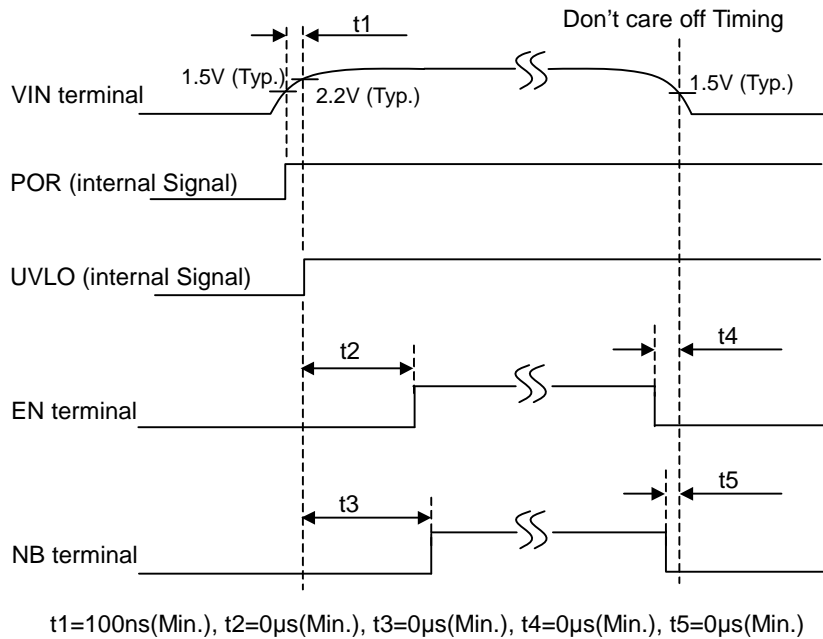 Don't care off Timing
t1
VIN terminal
1.5V (Typ.)
2.2V (Typ.)
1.5V (Typ.)
POR (internal Signal)
UVLO (internal Signal)
t2
t4
EN terminal
t3
t5
NB terminal
t1=100ns(Min.), t2=0μs(Min.), t3=0μs(Min.), t4=0μs(Min.), t5=0μs(Min.)